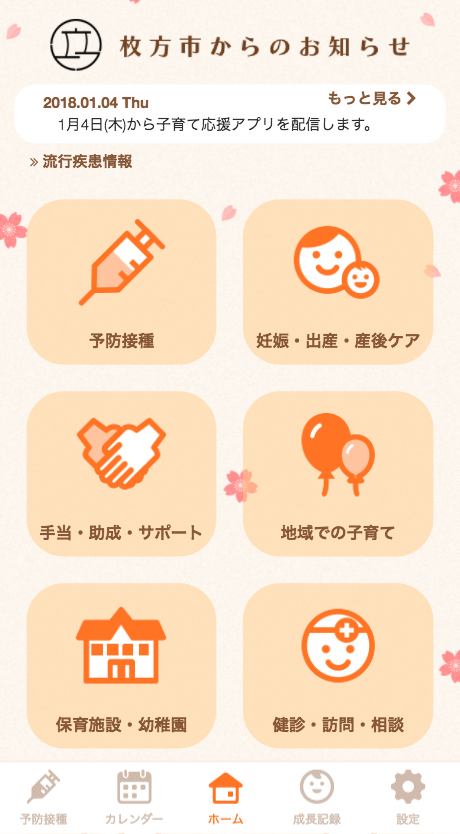 枚方市からのお知らせ
2018.01.04 Thu
もっと見る
1月4日(木)から子育て応援アプリを配信します。
» 流行疾患情報
予防接種
妊娠・出産・産後ケア
手当・助成・サポート
地域での子育て
保育施設・幼稚園
健診・訪問・相談
予防接種
カレンダー
ホーム
成長記録
設定